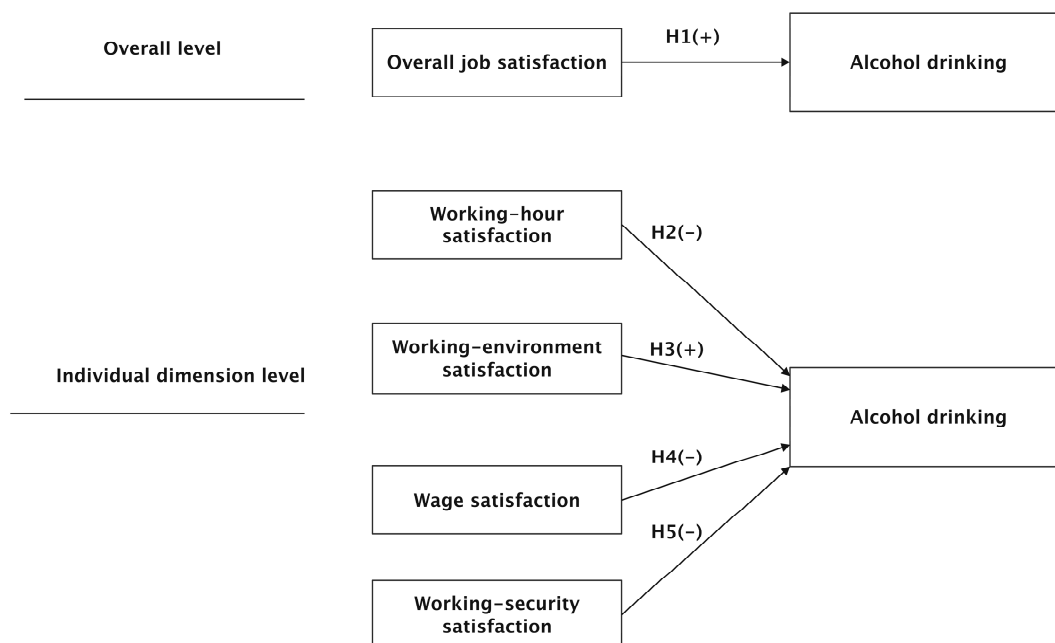 Overall level
Overall job satisfaction
H1(+)
Alcohol drinking
Working-hour
satisfaction
H2(-)
Individual dimension level
Working-environment
satisfaction
H3(+)
Alcohol drinking
Wage satisfaction
H4(-)
Working-security
satisfaction
H5(-)